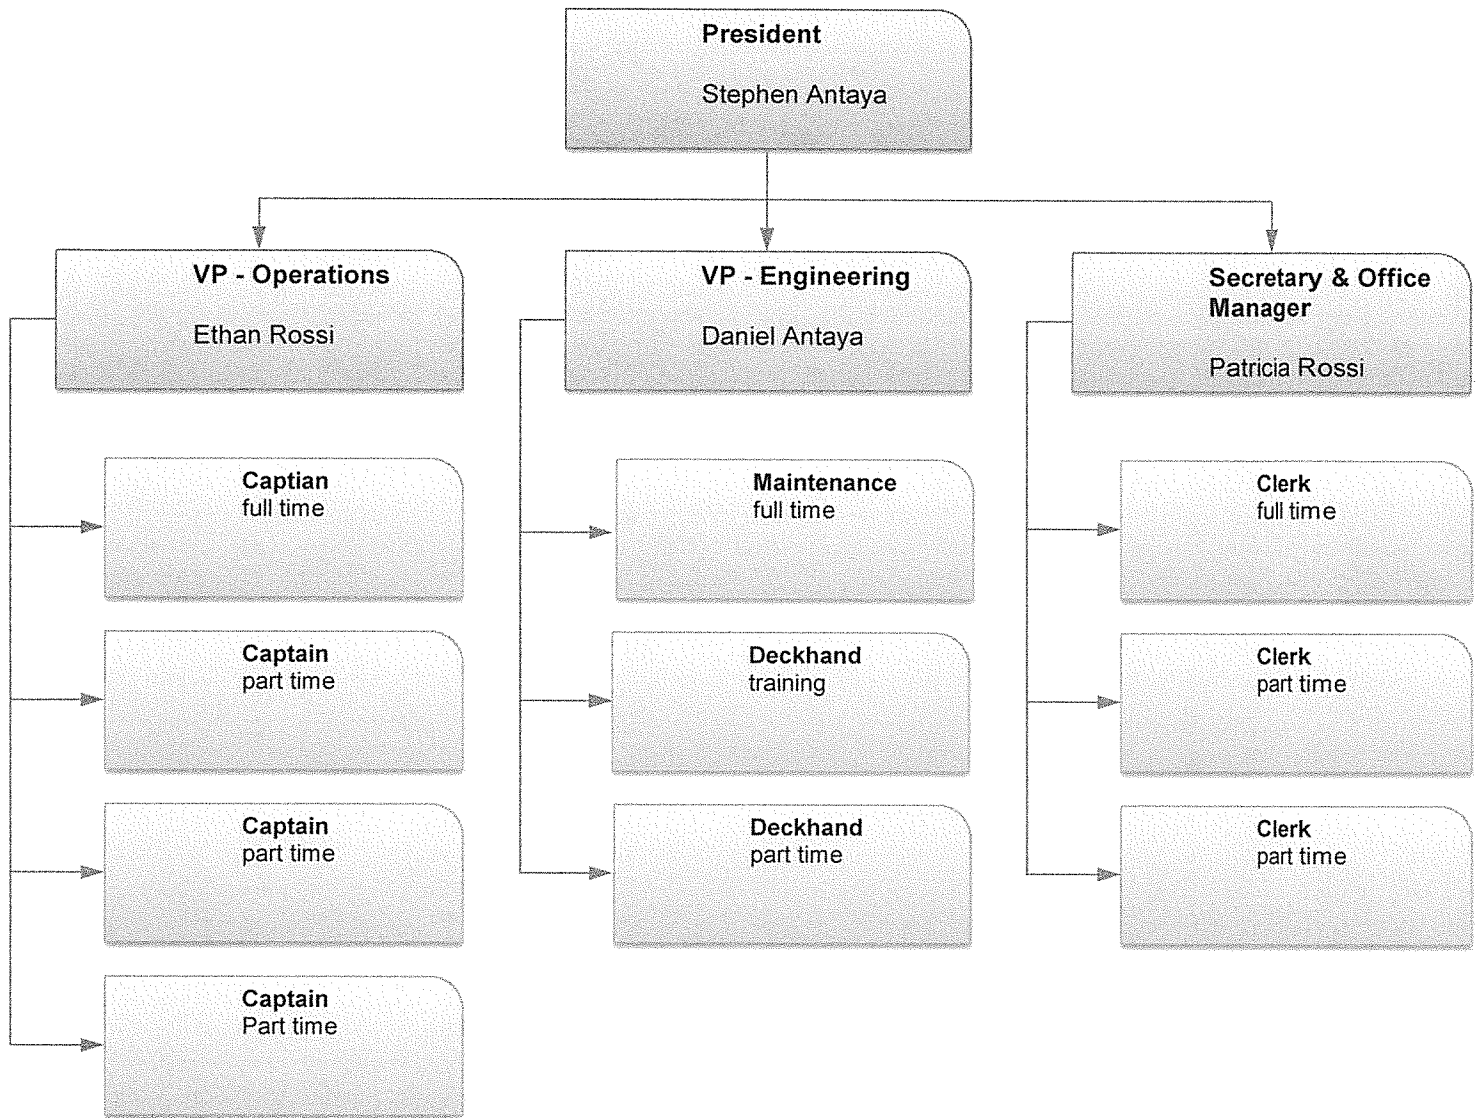 President
Stephen Antaya
VP - Operations
Ethan Rossi
VP - Engineering
Daniel Antaya
Secretary & Office
Manager
Patricia Rossi
Captian
full time
Captain
part time
Captain
part time
Captain
Part time
Maintenance
full time
Deckhand
training
Deckhand
part time
Clerk
full time
Clerk
part time
Clerk
part time